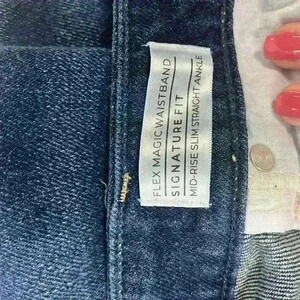 FLEX MAGIC WAISTBAND
SIGNATURE FIT
MID-RISE SLIM STRAIGHT ANKLE